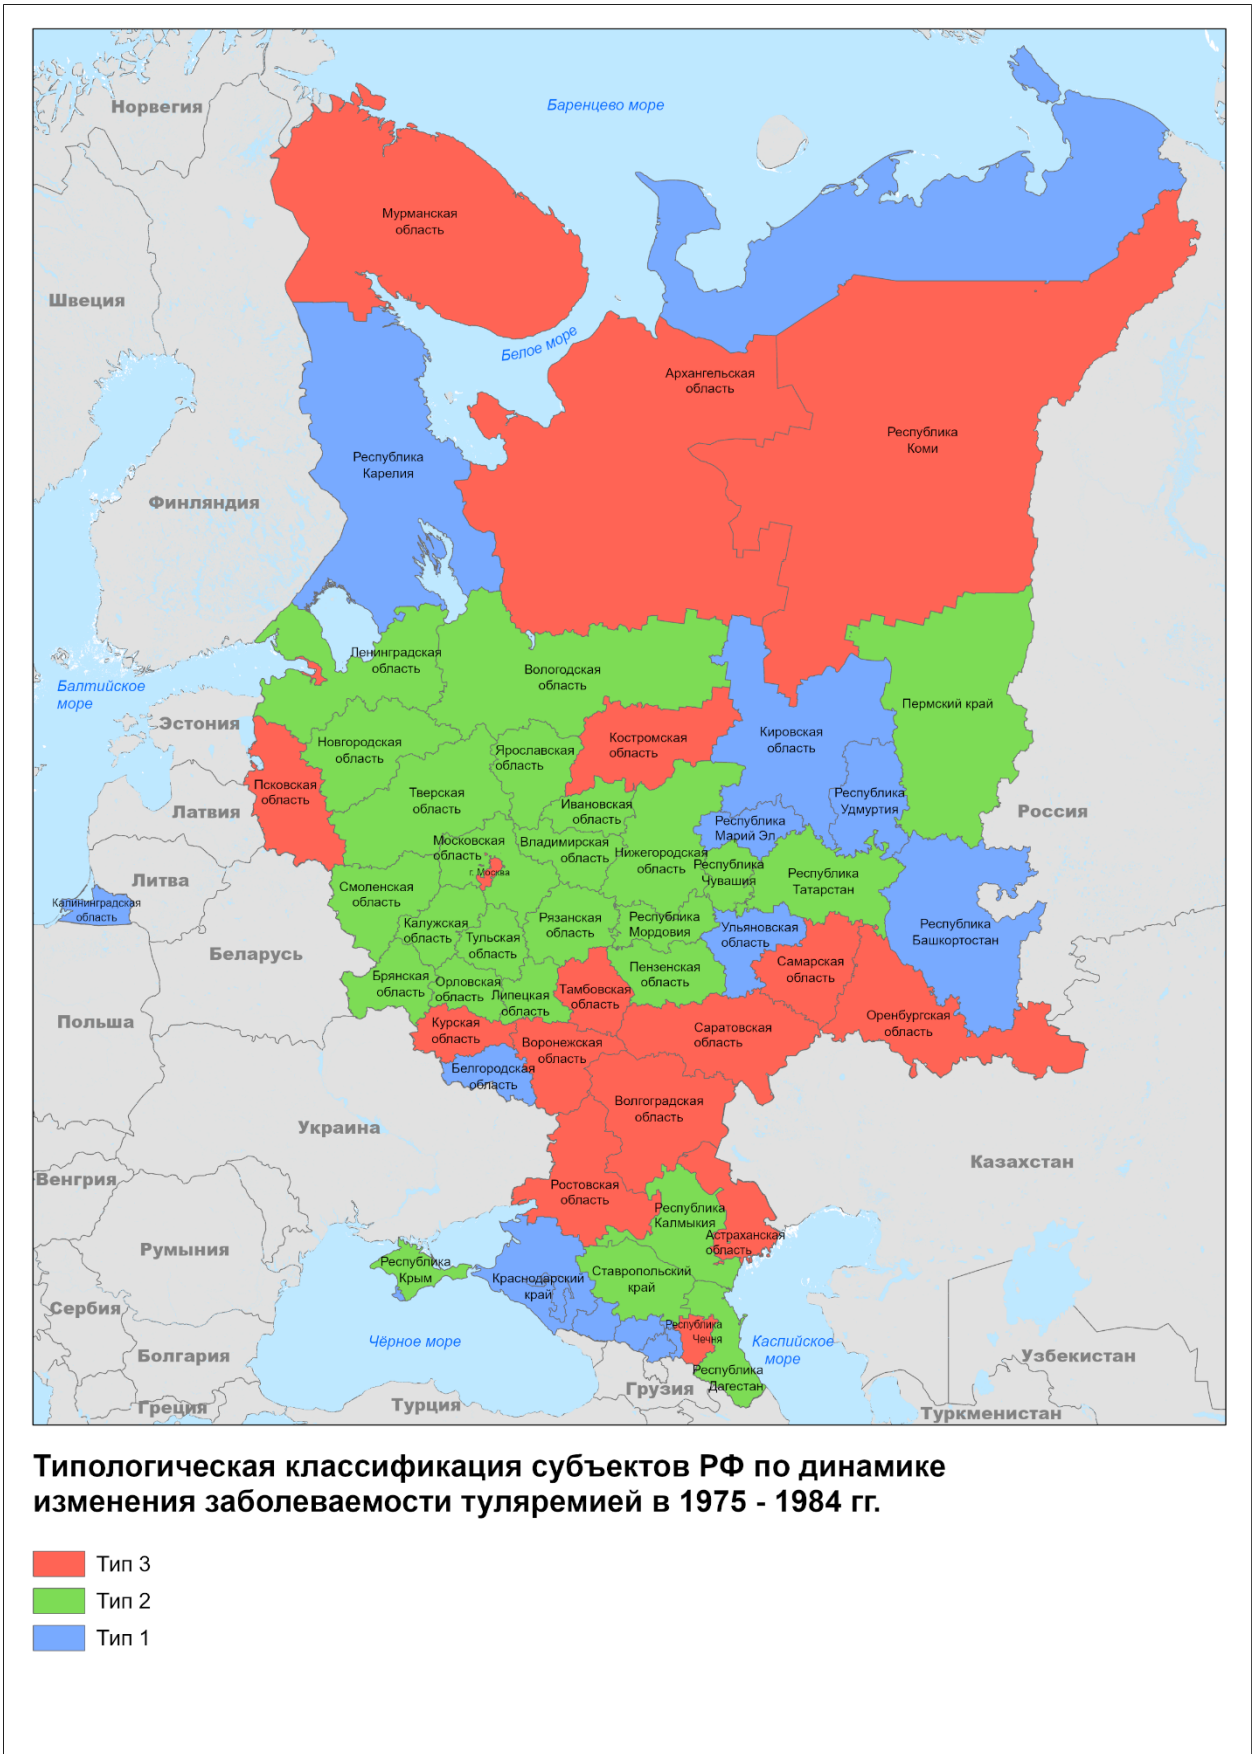 Баренцево море
Норвегия
Мурманская
область
Швеция
Белое море
Архангельская
область
Республика
Коми
Республика
Карелия
Финляндия
Ленинградская
область
Вологодская
область
Балтийское
море
Пермский край
Эстония
Новгородская
область
Ярославская
область
Костромская
область
Кировская
область
Псковская
область
Тверская
область
Ивановская
область
Республика
Удмуртия
Латвия
Россия
Московская
область
г. Москва
Владимирская
область
Нижегородская
область
Республика
Марий Эл
Республика
Чувашия
Республика
Татарстан
Литва
Калининградская
область
Смоленская
область
Калужская
область
Тульская
область
Рязанская
область
Республика
Мордовия
Ульяновская
область
Республика
Башкортостан
Беларусь
Брянская
область
Орловская
область
Липецкая
область
Тамбовская
область
Пензенская
область
Самарская
область
Оренбургская
область
Польша
Курская
область
Воронежская
область
Саратовская
область
Белгородская
область
Волгоградская
область
Украина
Казахстан
Венгрия
Ростовская
область
Республика
Калмыкия
Астраханская
область
Румыния
Республика
Крым
Краснодарский
край
Ставропольский
край
Сербия
Чёрное море
Республика
Чечня
Каспийское
море
Болгария
Узбекистан
Республика
Дагестан
Грузия
Греция
Турция
Туркменистан
Типологическая классификация субъектов РФ по динамике
изменения заболеваемости туляремией в 1975 - 1984 гг.
Тип 3
Тип 2
Тип 1